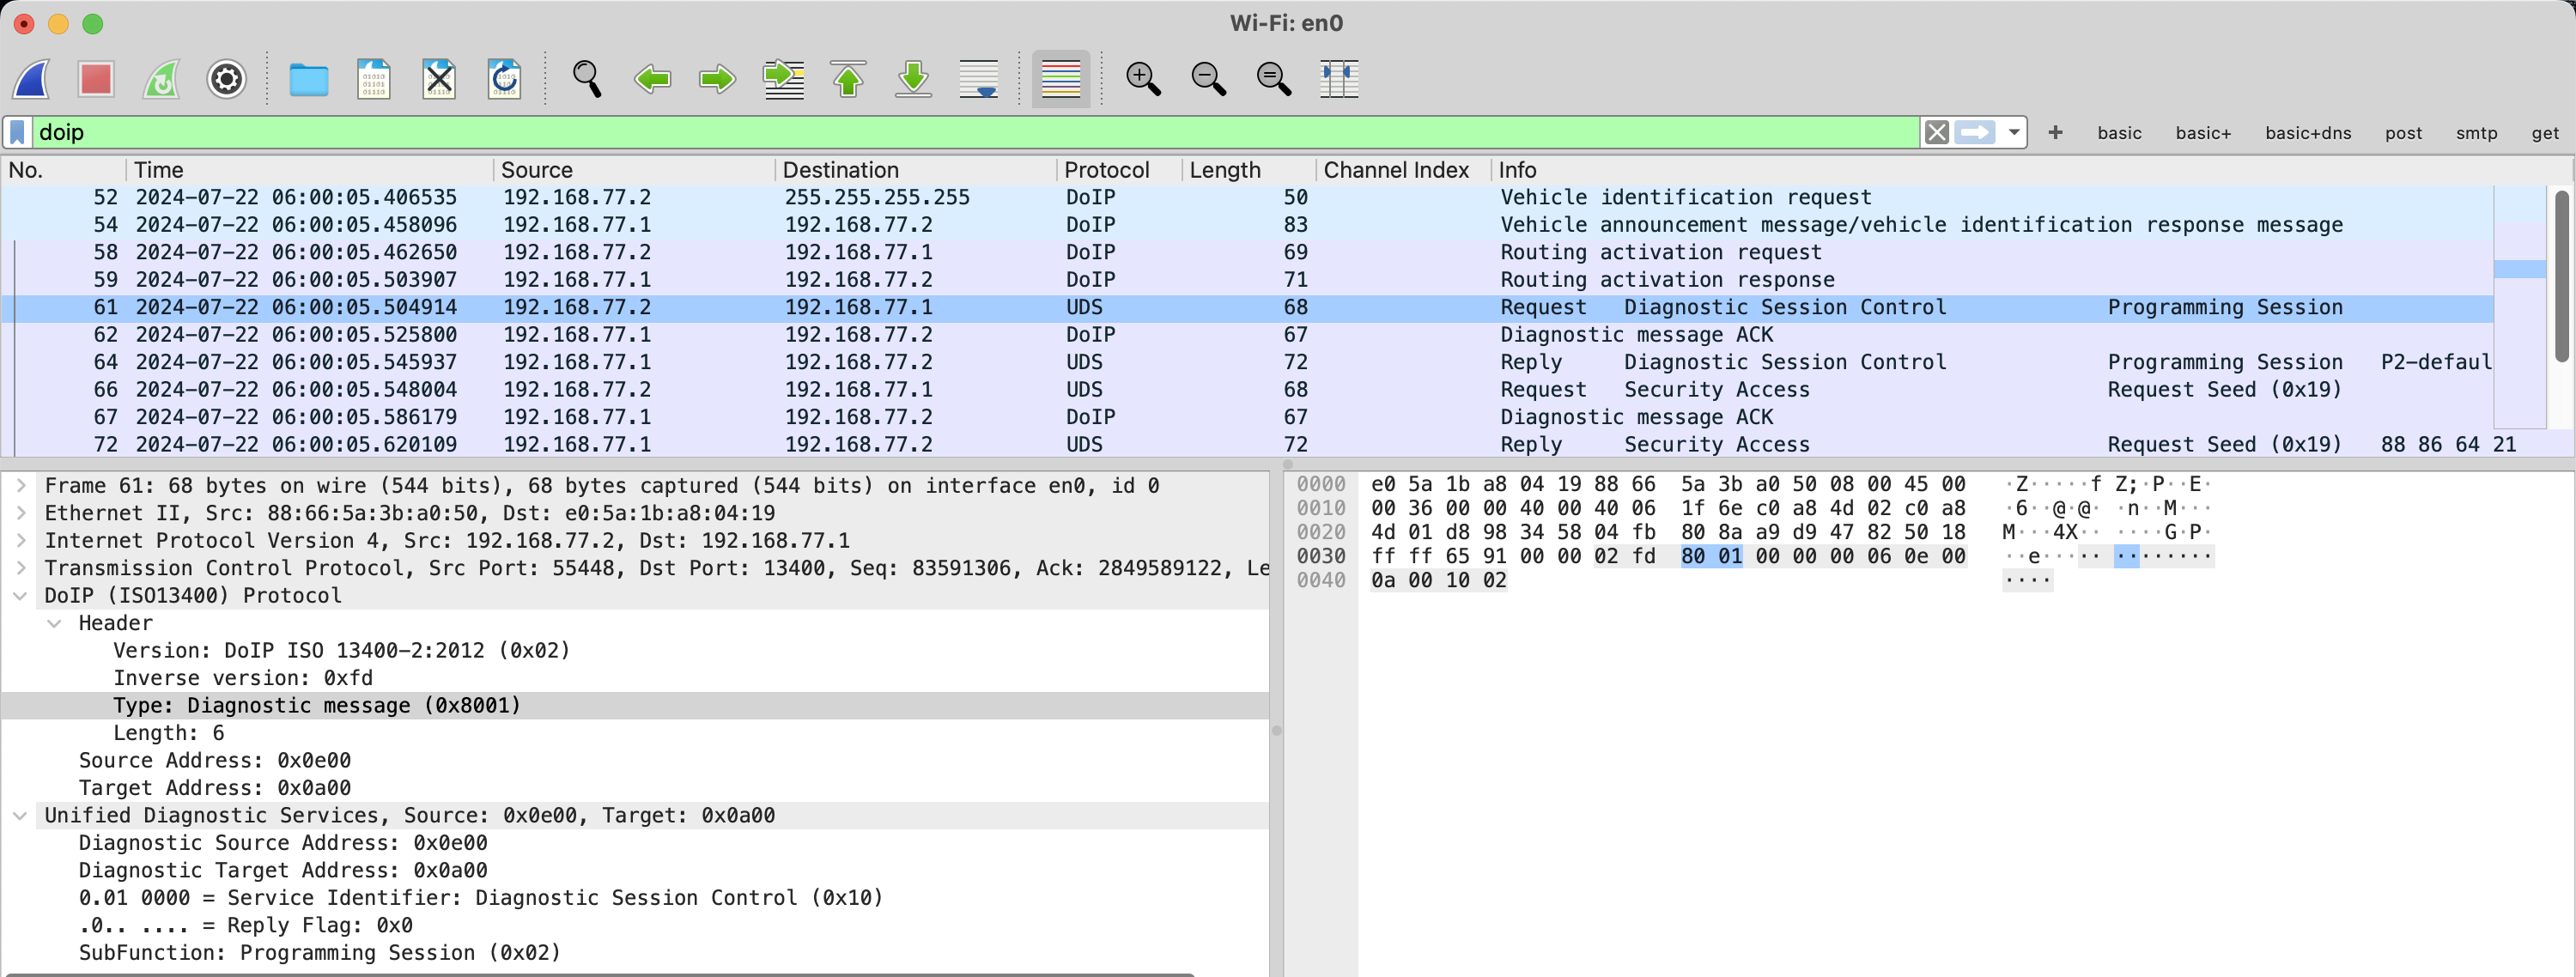 Wi-Fi: en0
doip
+ basic basic+ basic+dns post smtp get
No. Time Source Destination Protocol Length Channel Index Info
52 2024-07-22 06:00:05.406535 192.168.77.2 255.255.255.255 DoIP 50 Vehicle identification request
54 2024-07-22 06:00:05.458096 192.168.77.1 192.168.77.2 DoIP 83 Vehicle announcement message/vehicle identification response message
58 2024-07-22 06:00:05.462650 192.168.77.2 192.168.77.1 DoIP 69 Routing activation request
59 2024-07-22 06:00:05.503907 192.168.77.1 192.168.77.2 DoIP 71 Routing activation response
61 2024-07-22 06:00:05.504914 192.168.77.2 192.168.77.1 UDS 68 Request Diagnostic Session Control Programming Session
62 2024-07-22 06:00:05.525800 192.168.77.1 192.168.77.2 DoIP 67 Diagnostic message ACK
64 2024-07-22 06:00:05.545937 192.168.77.1 192.168.77.2 UDS 72 Reply Diagnostic Session Control Programming Session P2-defaul
66 2024-07-22 06:00:05.548004 192.168.77.2 192.168.77.1 UDS 68 Request Security Access Request Seed (0x19)
67 2024-07-22 06:00:05.586179 192.168.77.1 192.168.77.2 DoIP 67 Diagnostic message ACK
72 2024-07-22 06:00:05.620109 192.168.77.1 192.168.77.2 UDS 72 Reply Security Access Request Seed (0x19) 88 86 64 21
Frame 61: 68 bytes on wire (544 bits), 68 bytes captured (544 bits) on interface en0, id 0
Ethernet II, Src: 88:66:5a:3b:a0:50, Dst: e0:5a:1b:a8:04:19
Internet Protocol Version 4, Src: 192.168.77.2, Dst: 192.168.77.1
Transmission Control Protocol, Src Port: 55448, Dst Port: 13400, Seq: 83591306, Ack: 2849589122, Le
DoIP (ISO13400) Protocol
Header
Version: DoIP ISO 13400-2:2012 (0x02)
Inverse version: 0xfd
Type: Diagnostic message (0x8001)
Length: 6
Source Address: 0x0e00
Target Address: 0x0a00
Unified Diagnostic Services, Source: 0x0e00, Target: 0x0a00
Diagnostic Source Address: 0x0e00
Diagnostic Target Address: 0x0a00
0.01 0000 = Service Identifier: Diagnostic Session Control (0x10)
.0.. .... = Reply Flag: 0x0
SubFunction: Programming Session (0x02)
0000 e0 5a 1b a8 04 19 88 66 5a 3b a0 50 08 00 45 00 ·Z·····f Z;·P··E·
0010 00 36 00 00 40 00 40 06 1f 6e c0 a8 4d 02 c0 a8 ·6··@·@· ·n··M···
0020 4d 01 d8 98 34 58 04 fb 80 8a a9 d9 47 82 50 18 M···4X·· ····G·P·
0030 ff ff 65 91 00 00 02 fd 80 01 00 00 00 06 0e 00 ··e····· ········
0040 0a 00 10 02 ····